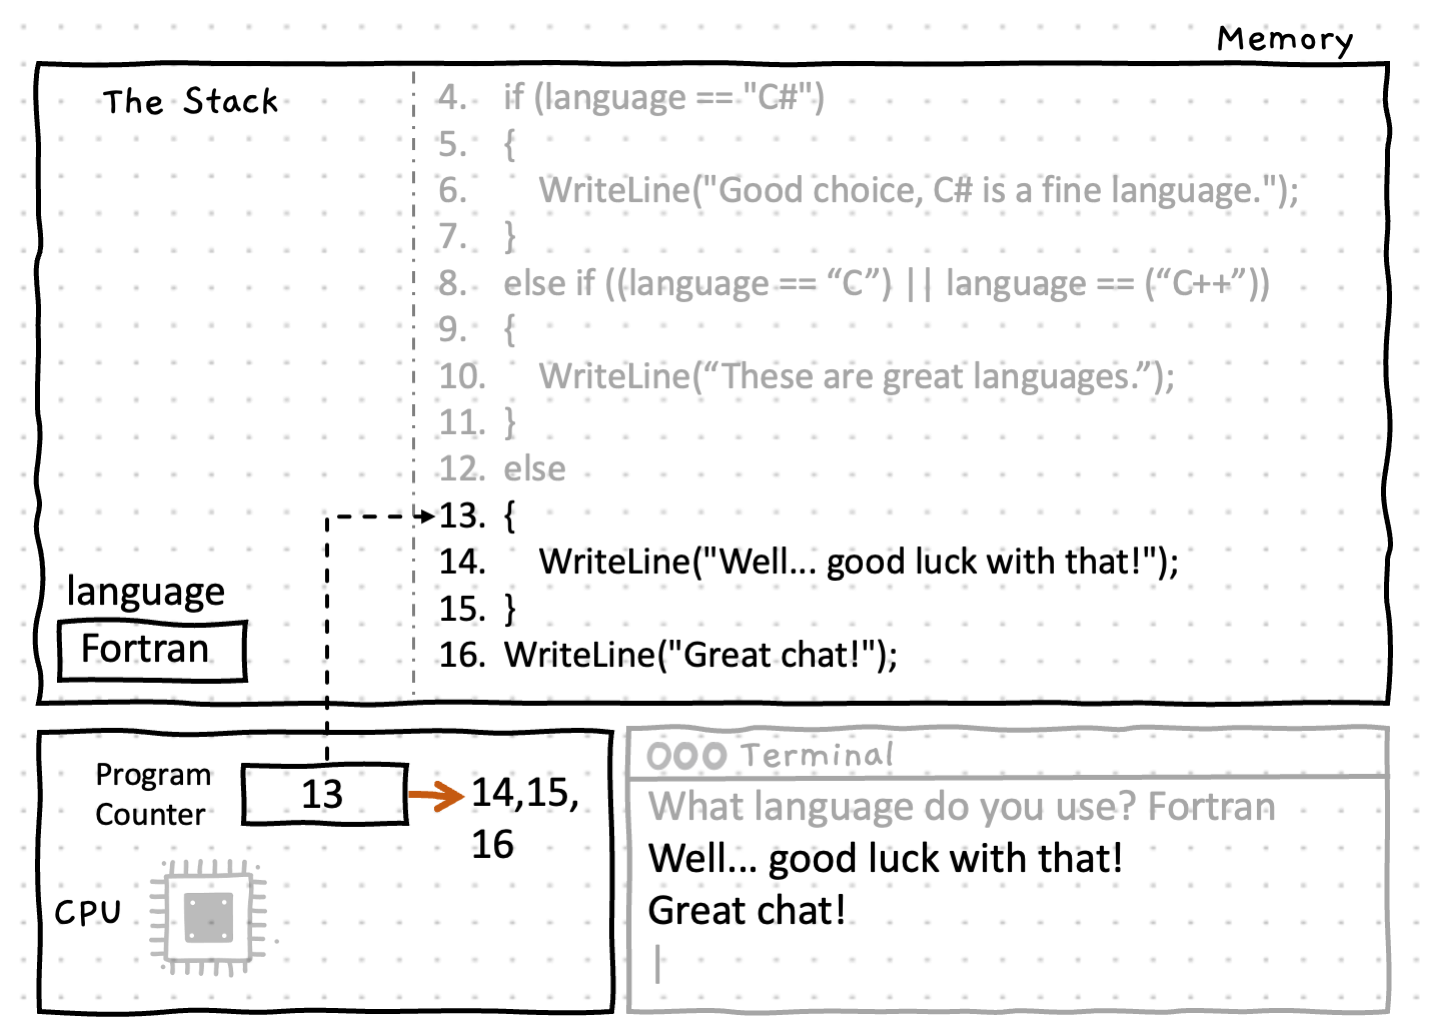 Memory
The Stack
4. if (language == "C#")
5. {
6. WriteLine("Good choice, C# is a fine language.");
7. }
8. else if ((language == “C”) || language == (“C++”))
9. {
10. WriteLine(“These are great languages.”);
11. }
12. else
13. {
14. WriteLine("Well... good luck with that!");
15. }
16. WriteLine("Great chat!");
language
Fortran
Program
Counter
13
14,15,
16
CPU
Terminal
What language do you use? Fortran
Well... good luck with that!
Great chat!